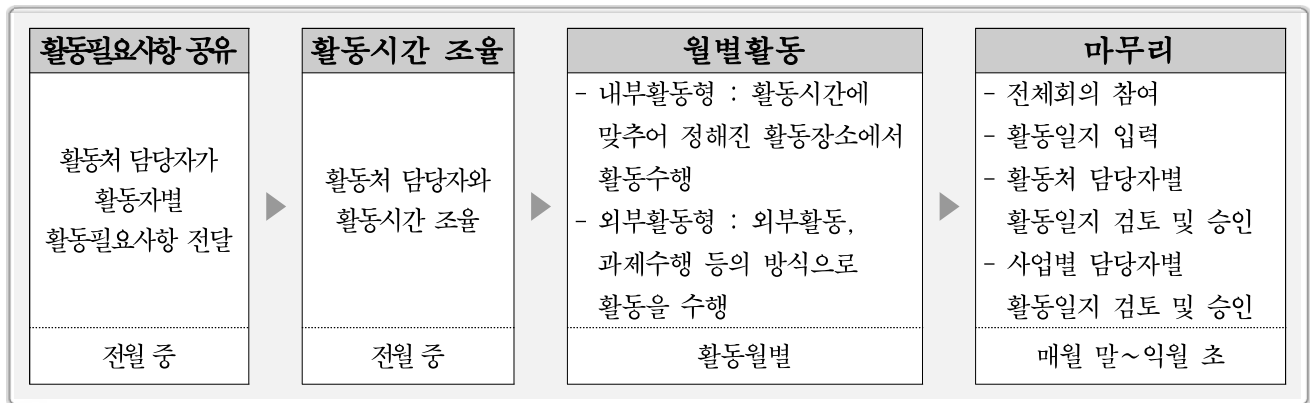 활동필요사항 공유
활동처 담당자가
활동자별
활동필요사항 전달
전월 중
활동시간 조율
활동처 담당자와
활동시간 조율
전월 중
월별활동
- 내부활동형 : 활동시간에
맞추어 정해진 활동장소에서
활동수행
- 외부활동형 : 외부활동,
과제수행 등의 방식으로
활동을 수행
활동월별
마무리
- 전체회의 참여
- 활동일지 입력
- 활동처 담당자별
활동일지 검토 및 승인
- 사업별 담당자별
활동일지 검토 및 승인
매월 말~익월 초